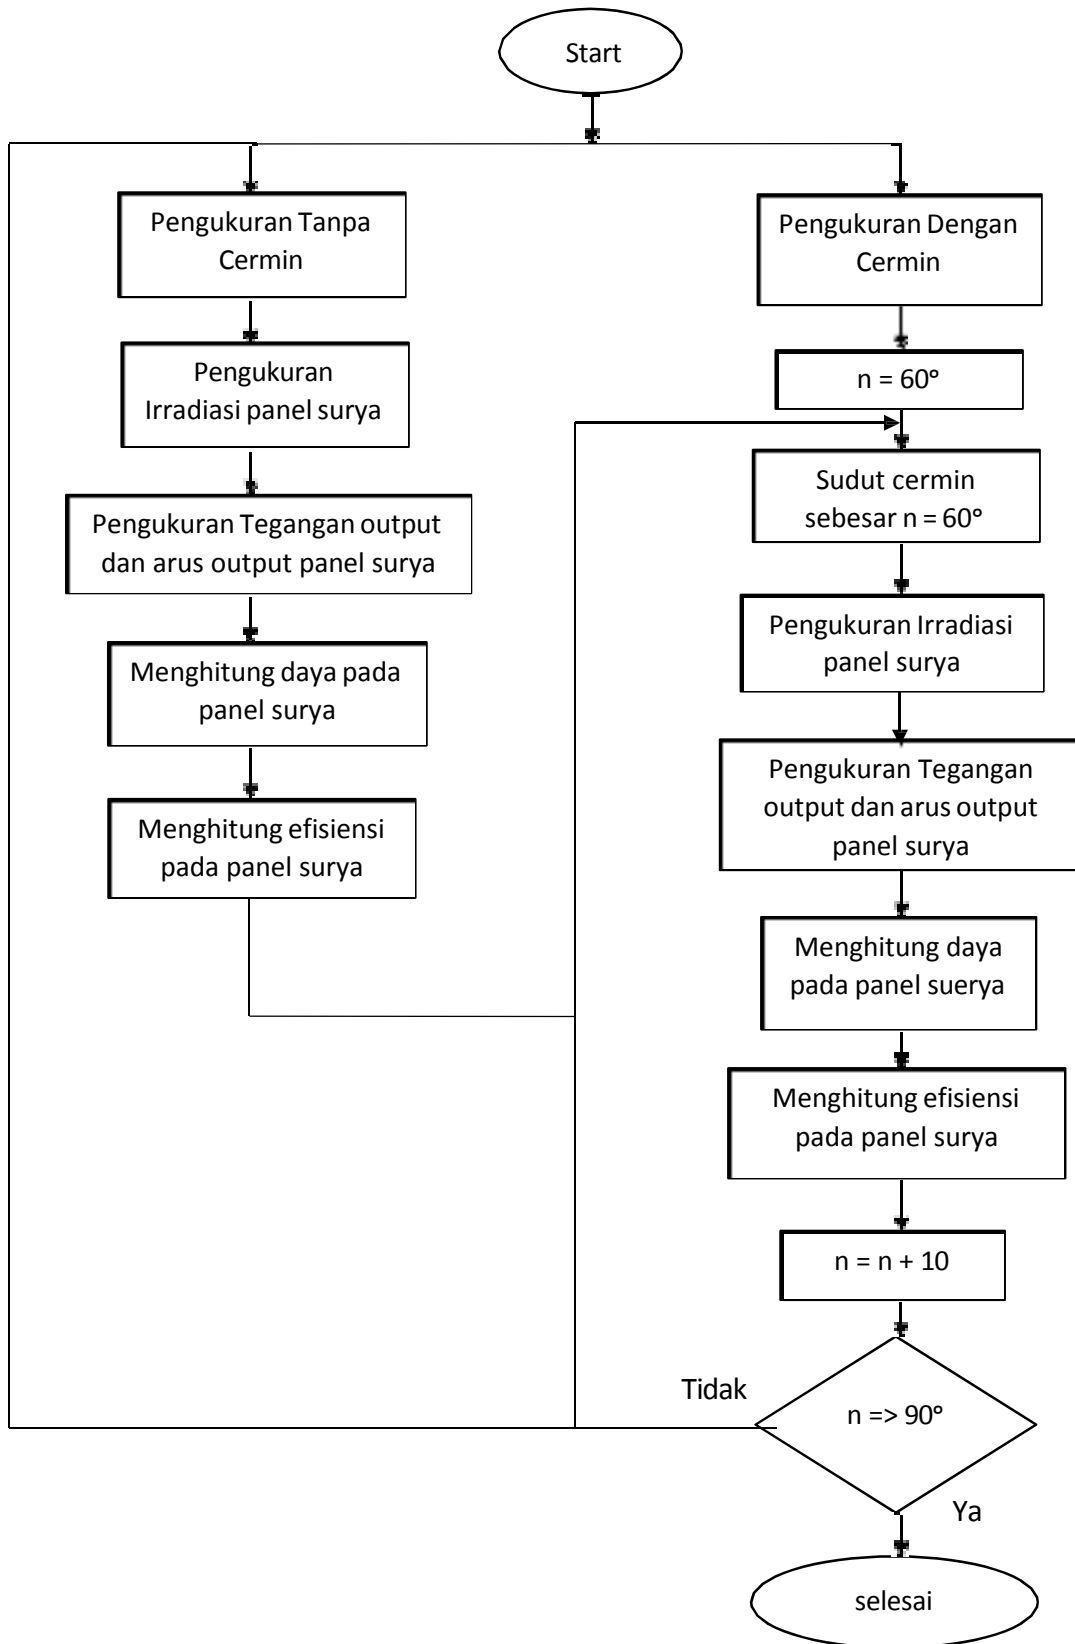 Start
Pengukuran Tanpa
Cermin
Pengukuran
Irradiasi panel surya
Pengukuran Tegangan output
dan arus output panel surya
Menghitung daya pada
panel surya
Menghitung efisiensi
pada panel surya
Pengukuran Dengan
Cermin
n = 60°
Sudut cermin
sebesar n = 60°
Pengukuran Irradiasi
panel surya
Pengukuran Tegangan
output dan arus output
panel surya
Menghitung daya
pada panel suerya
Menghitung efisiensi
pada panel surya
n = n + 10
Tidak
n => 90°
Ya
selesai